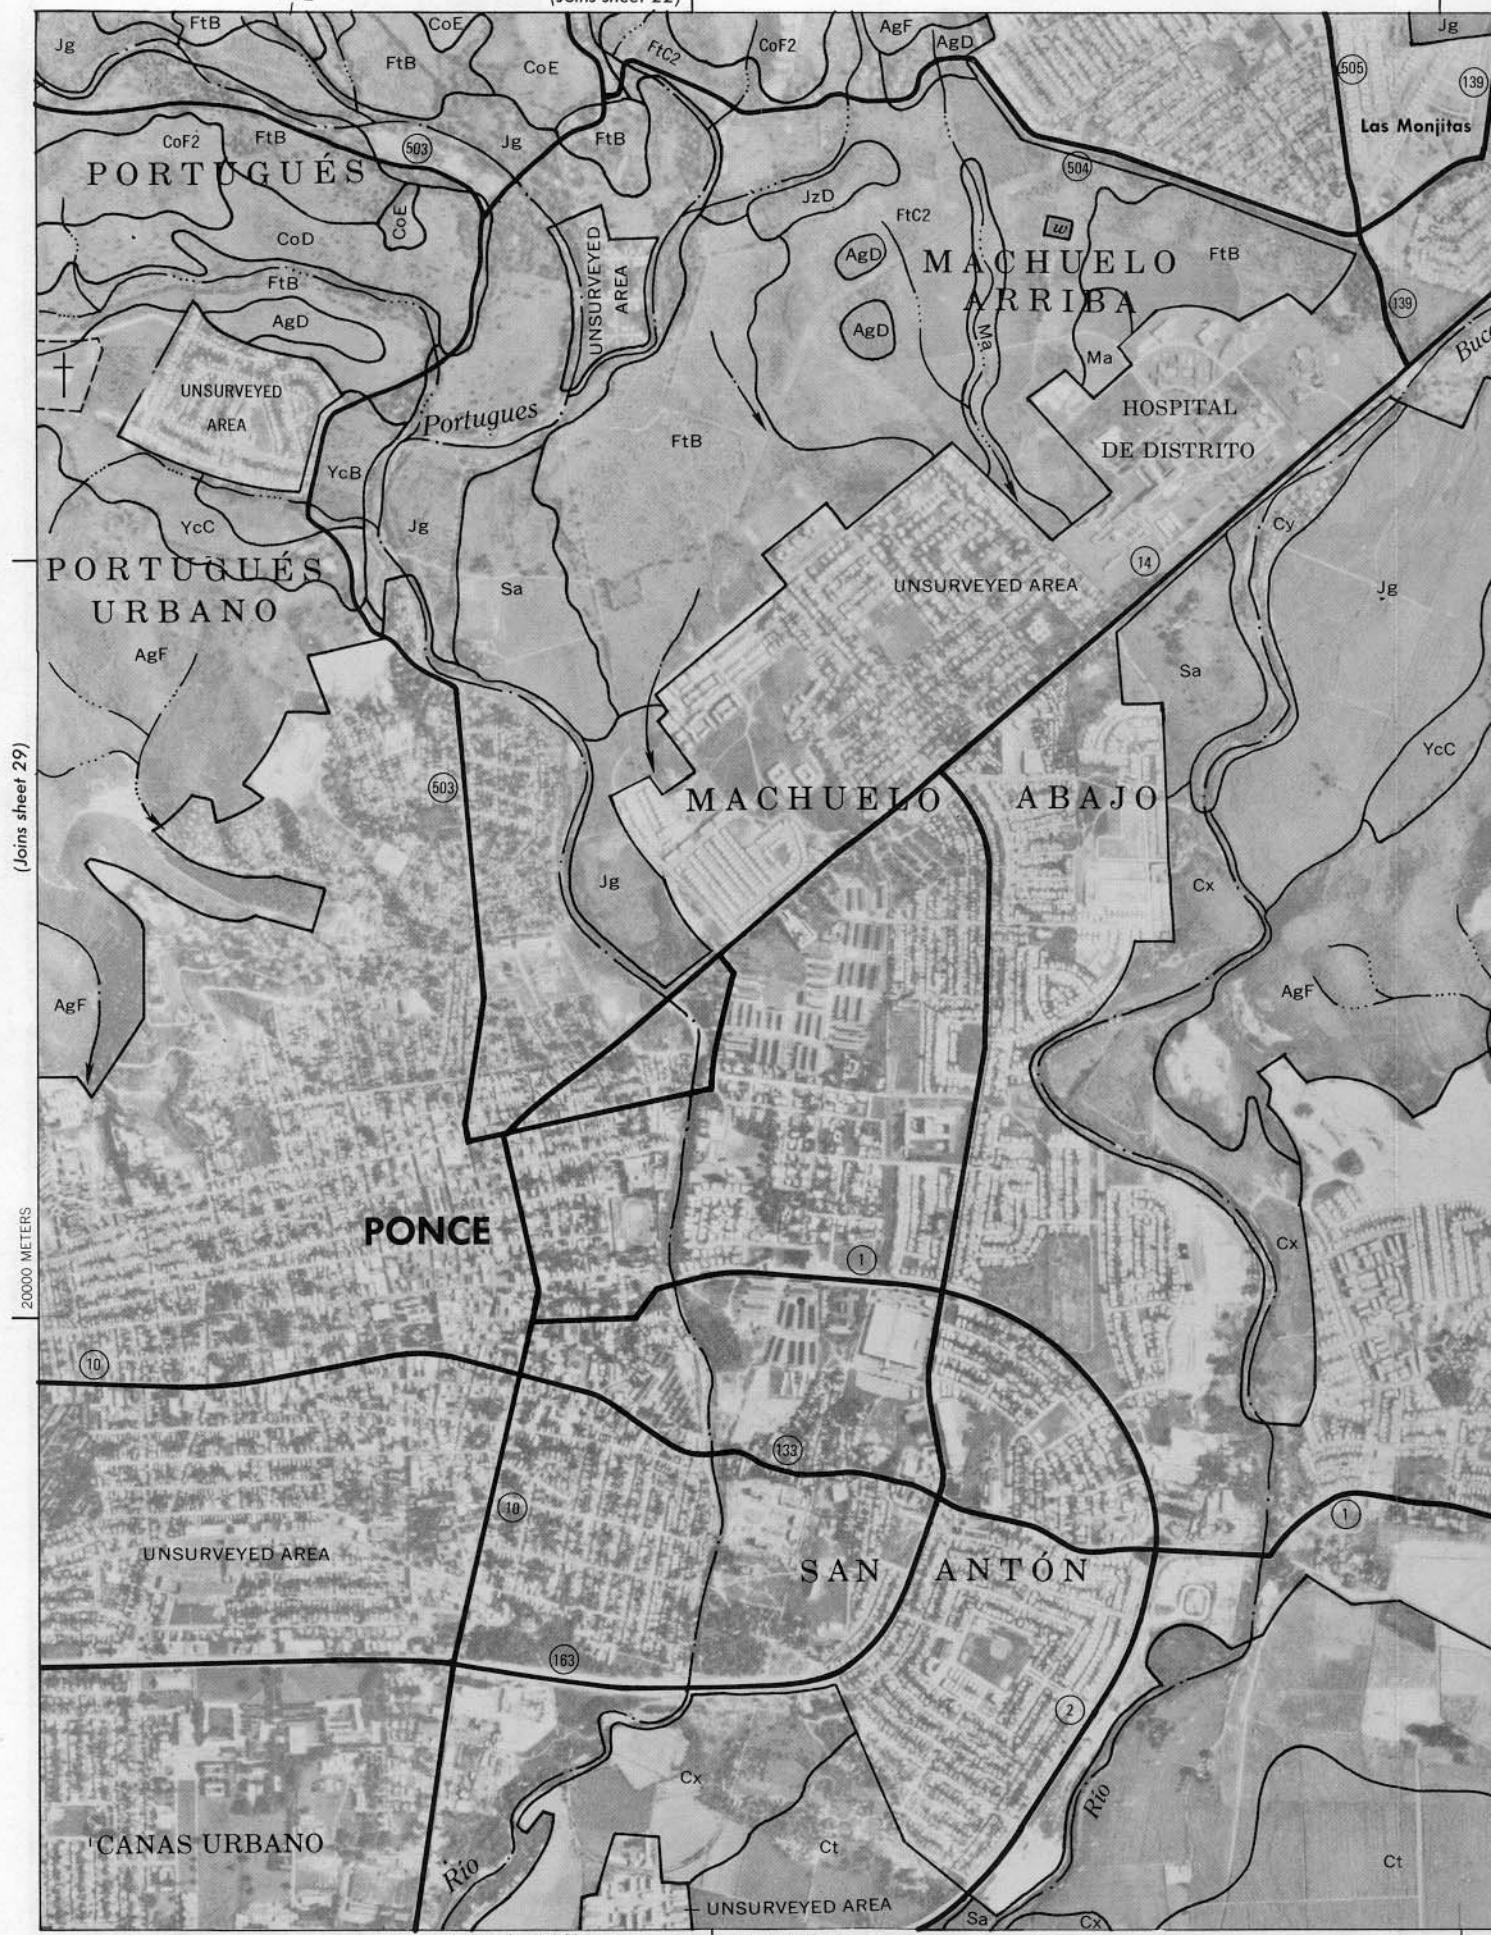 (Joins sheet 22)
FtB
CoE
AgF
Jg
Jg
FtC2
CoF2
AgD
FtB
CoE
505
139
CoF2
FtB
503
Jg
FtB
Las Monjitas
PORTUGUÉS
504
JzD
CoE
FtC2
w
CoD
UNSURVEYED
AREA
AgD
MACHUELO
ARRIBA
FtB
FtB
AgD
AgD
Ma
139
Ma
UNSURVEYED
AREA
Portugues
HOSPITAL
DE DISTRITO
FtB
YcB
YcC
Jg
Cy
PORTUGUÉS
URBANO
14
UNSURVEYED AREA
Jg
Sa
AgF
Sa
(Joins sheet 29)
503
YcC
MACHUELO ABAJO
Jg
Cx
AgF
AgF
PONCE
20000 METERS
1
Cx
10
133
10
1
UNSURVEYED AREA
SAN ANTÓN
163
2
Cx
Río
CANAS URBANO
Ct
Ct
Río
UNSURVEYED AREA
Sa
Cx